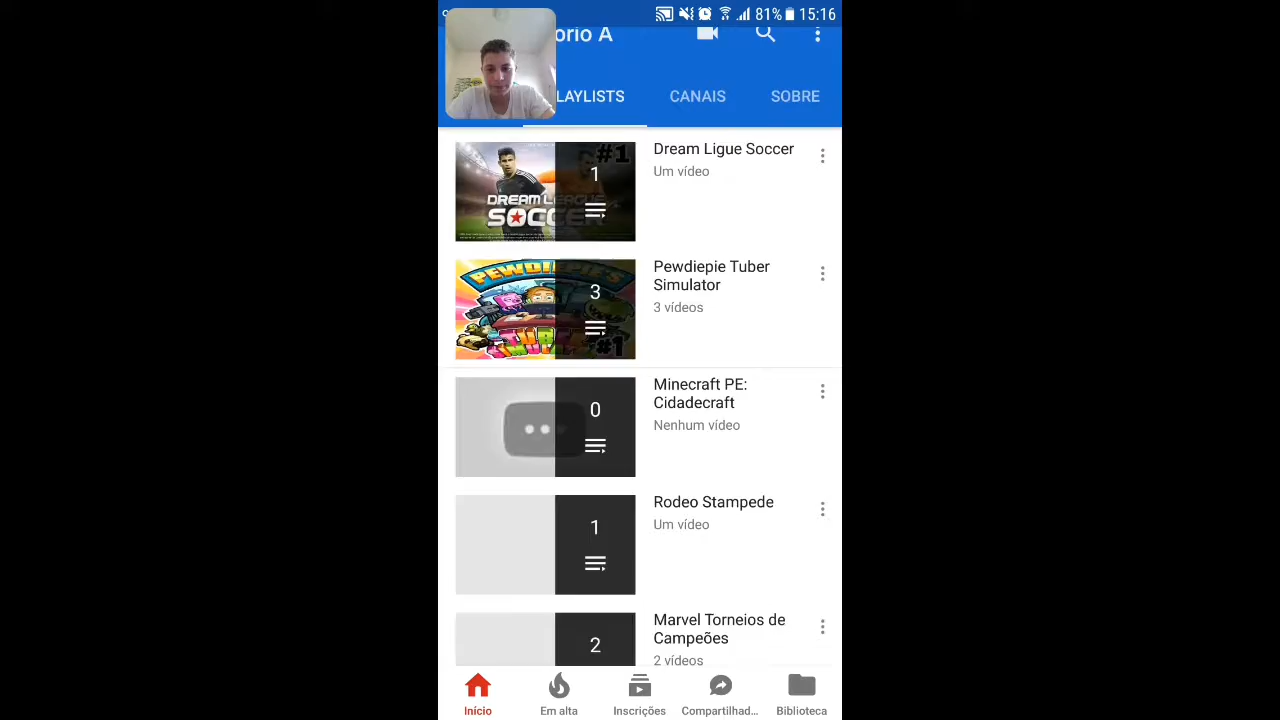 81% 15:16
orio A
LAYLISTS CANAIS SOBRE
#1
1
DREAM LEAGUE
SOCC
Dream Ligue Soccer
Um vídeo
PEWDIEPIE'S
3
#1
Pewdiepie Tuber
Simulator
3 vídeos
0
Minecraft PE:
Cidadecraft
Nenhum vídeo
1
Rodeo Stampede
Um vídeo
2
Marvel Torneios de
Campeões
2 vídeos
Início Em alta Inscrições Compartilhad... Biblioteca